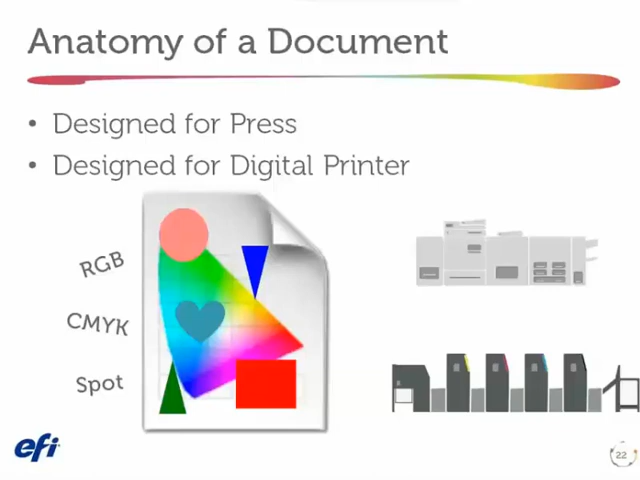 Anatomy of a Document
• Designed for Press
• Designed for Digital Printer
RGB
CMYK
Spot
efi
22